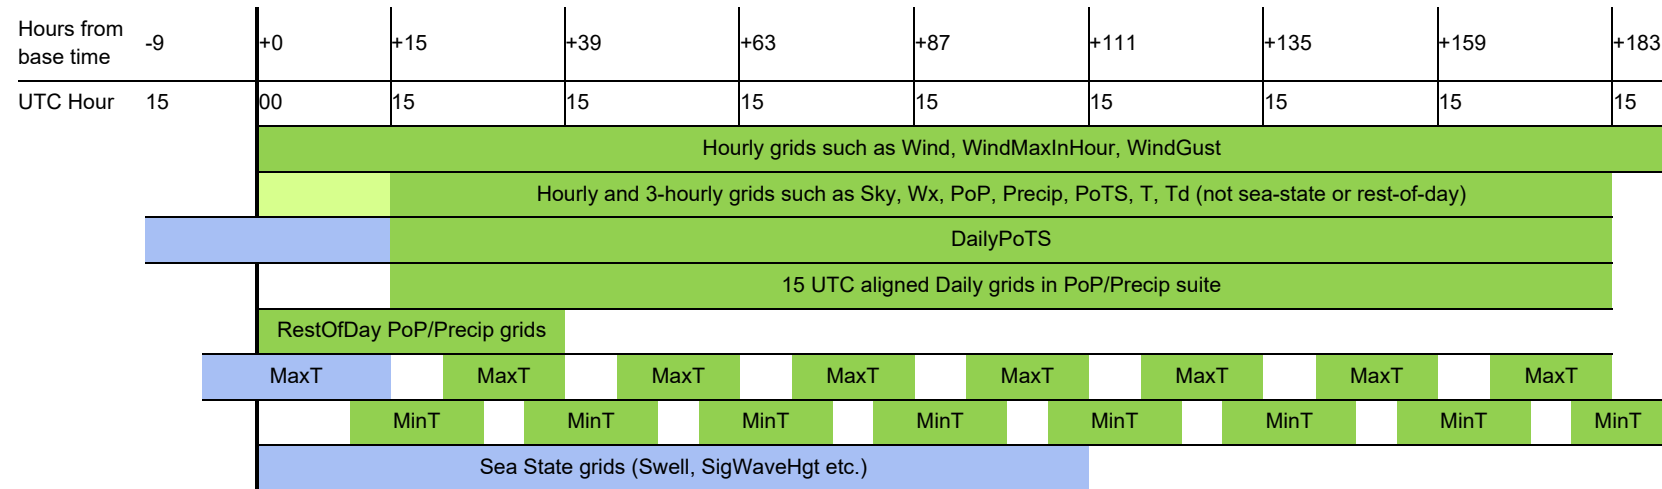 Hours from base time -9 +0 +15 +39 +63 +87 +111 +135 +159 +183
UTC Hour 15 00 15 15 15 15 15 15 15 15
Hourly grids such as Wind, WindMaxInHour, WindGust
Hourly and 3-hourly grids such as Sky, Wx, PoP, Precip, PoTS, T, Td (not sea-state or rest-of-day)
DailyPoTS
15 UTC aligned Daily grids in PoP/Precip suite
RestOfDay PoP/Precip grids
MaxT MaxT MaxT MaxT MaxT MaxT MaxT MaxT
MinT MinT MinT MinT MinT MinT MinT MinT
Sea State grids (Swell, SigWaveHgt etc.)